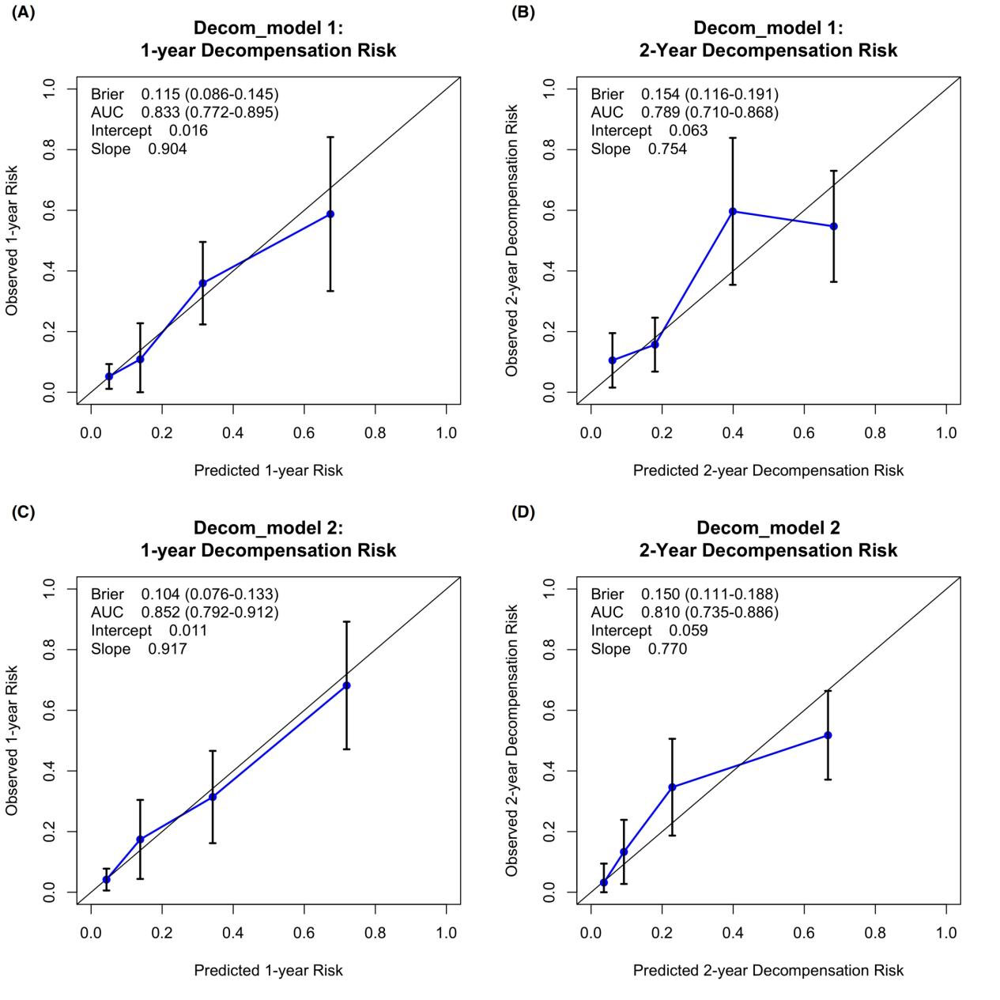 (A)
Decom_model 1:
1-year Decompensation Risk
Brier 0.115 (0.086-0.145)
AUC 0.833 (0.772-0.895)
Intercept 0.016
Slope 0.904
Observed 1-year Risk
1.0
0.8
0.6
0.4
0.2
0.0
0.0 0.2 0.4 0.6 0.8 1.0
Predicted 1-year Risk
(B)
Decom_model 1:
2-Year Decompensation Risk
Brier 0.154 (0.116-0.191)
AUC 0.789 (0.710-0.868)
Intercept 0.063
Slope 0.754
Observed 2-year Decompensation Risk
1.0
0.8
0.6
0.4
0.2
0.0
0.0 0.2 0.4 0.6 0.8 1.0
Predicted 2-year Decompensation Risk
(C)
Decom_model 2:
1-year Decompensation Risk
Brier 0.104 (0.076-0.133)
AUC 0.852 (0.792-0.912)
Intercept 0.011
Slope 0.917
Observed 1-year Risk
1.0
0.8
0.6
0.4
0.2
0.0
0.0 0.2 0.4 0.6 0.8 1.0
Predicted 1-year Risk
(D)
Decom_model 2
2-Year Decompensation Risk
Brier 0.150 (0.111-0.188)
AUC 0.810 (0.735-0.886)
Intercept 0.059
Slope 0.770
Observed 2-year Decompensation Risk
1.0
0.8
0.6
0.4
0.2
0.0
0.0 0.2 0.4 0.6 0.8 1.0
Predicted 2-year Decompensation Risk